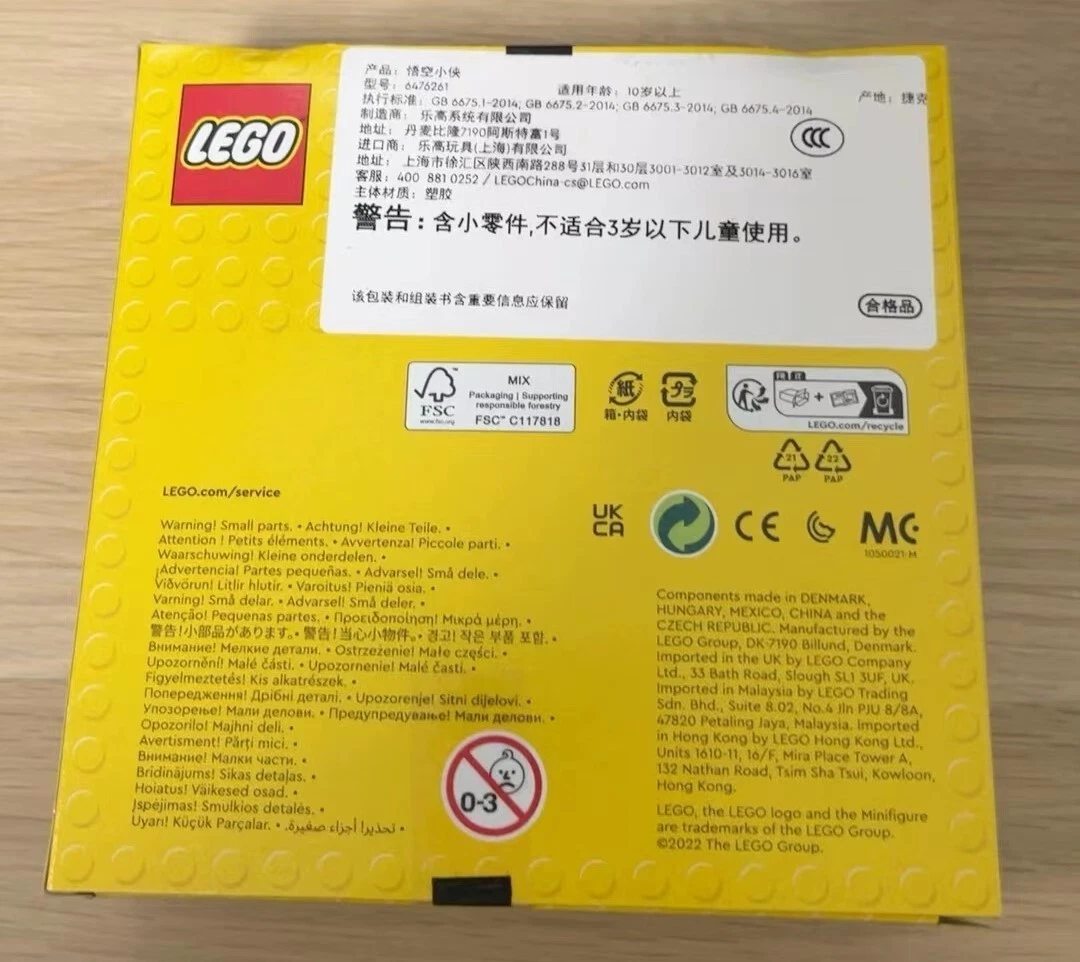 LEGO
产品：悟空小侠
型号：6476261 适用年龄：10岁以上 产地：捷克
执行标准：GB 6675.1-2014; GB 6675.2-2014; GB 6675.3-2014; GB 6675.4-2014
制造商：乐高系统有限公司
地址：丹麦比隆7190阿斯特富1号
进口商：乐高玩具(上海)有限公司
地址：上海市徐汇区陕西南路288号31层和30层3001-3012室及3014-3016室
客服：400 881 0252 / LEGOChina-cs@LEGO.com
主体材质：塑胶
CCC
警告：含小零件,不适合3岁以下儿童使用。
该包装和组装书含重要信息应保留
合格品
FSC
www.fsc.org
MIX
Packaging | Supporting
responsible forestry
FSC™ C117818
紙
箱・内袋
プラ
内袋
FR IT
LEGO.com/recycle
21
PAP
22
PAP
LEGO.com/service
UK
CA
CE
MC
1050021-M
Warning! Small parts. • Achtung! Kleine Teile. •
Attention ! Petits éléments. • Avvertenza! Piccole parti. •
Waarschuwing! Kleine onderdelen. •
¡Advertencia! Partes pequeñas. • Advarsel! Små dele. •
Viðvörun! Litlir hlutir. • Varoitus! Pieniä osia. •
Varning! Små delar. • Advarsel! Små deler. •
Atenção! Pequenas partes. • Προειδοποίηση! Μικρά μέρη. •
警告!小部品があります。• 警告!当心小物件。• 경고! 작은 부품 포함. •
Внимание! Мелкие детали. • Ostrzeżenie! Małe części. •
Upozornění! Malé části. • Upozornenie! Malé časti. •
Figyelmeztetés! Kis alkatrészek. •
Попередження! Дрібні деталі. • Upozorenje! Sitni dijelovi. •
Упозорење! Мали делови. • Предупредување! Мали делови. •
Opozorilo! Majhni deli. •
Avertisment! Părți mici. •
Внимание! Малки части. •
Brīdinājums! Sīkas detaļas. •
Hoiatus! Väikesed osad. •
Įspėjimas! Smulkios detalės. •
Uyarı! Küçük Parçalar. • تحذير! أجزاء صغيرة. •
0-3
Components made in DENMARK,
HUNGARY, MEXICO, CHINA and the
CZECH REPUBLIC. Manufactured by the
LEGO Group, DK-7190 Billund, Denmark.
Imported in the UK by LEGO Company
Ltd., 33 Bath Road, Slough SL1 3UF, UK.
Imported in Malaysia by LEGO Trading
Sdn. Bhd., Suite 8.02, No.4 Jln PJU 8/8A,
47820 Petaling Jaya, Malaysia. Imported
in Hong Kong by LEGO Hong Kong Ltd.,
Units 1610-11, 16/F, Mira Place Tower A,
132 Nathan Road, Tsim Sha Tsui, Kowloon,
Hong Kong.
LEGO, the LEGO logo and the Minifigure
are trademarks of the LEGO Group.
©2022 The LEGO Group.